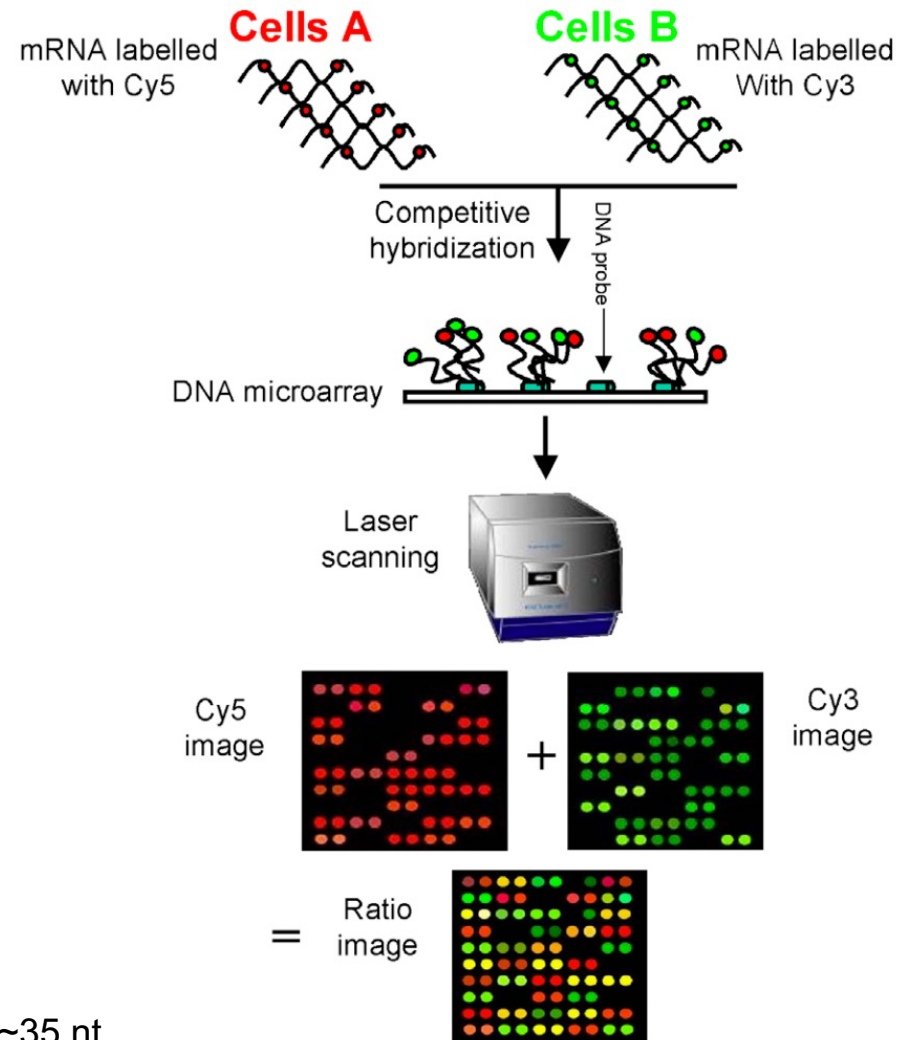 Cells A
mRNA labelled
with Cy5
Cells B
mRNA labelled
With Cy3
Competitive
hybridization
DNA probe
DNA microarray
Laser
scanning
Cy5
image
+
Cy3
image
=
Ratio
image
~35 nt